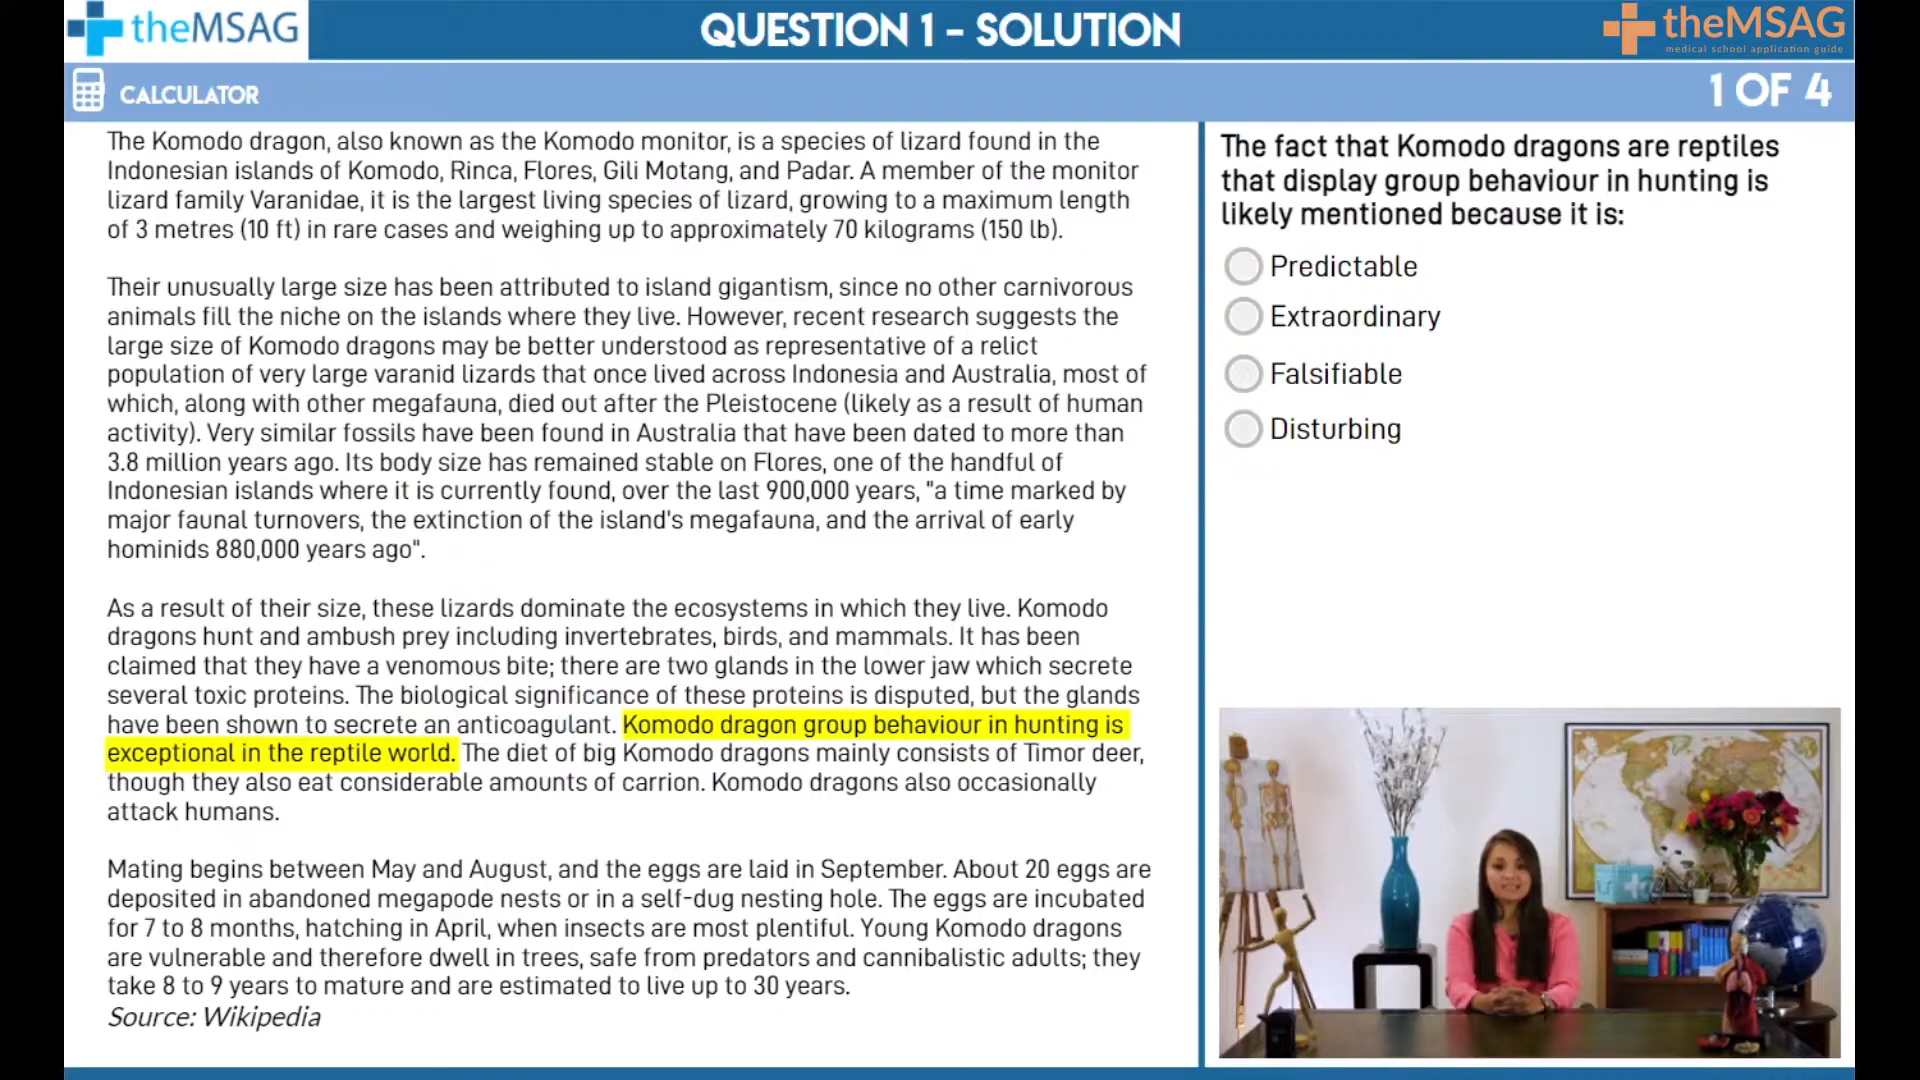 theMSAG
QUESTION 1 - SOLUTION
theMSAG
medical school application guide
CALCULATOR
1 OF 4
The Komodo dragon, also known as the Komodo monitor, is a species of lizard found in the
Indonesian islands of Komodo, Rinca, Flores, Gili Motang, and Padar. A member of the monitor
lizard family Varanidae, it is the largest living species of lizard, growing to a maximum length
of 3 metres (10 ft) in rare cases and weighing up to approximately 70 kilograms (150 lb).
Their unusually large size has been attributed to island gigantism, since no other carnivorous
animals fill the niche on the islands where they live. However, recent research suggests the
large size of Komodo dragons may be better understood as representative of a relict
population of very large varanid lizards that once lived across Indonesia and Australia, most of
which, along with other megafauna, died out after the Pleistocene (likely as a result of human
activity). Very similar fossils have been found in Australia that have been dated to more than
3.8 million years ago. Its body size has remained stable on Flores, one of the handful of
Indonesian islands where it is currently found, over the last 900,000 years, "a time marked by
major faunal turnovers, the extinction of the island's megafauna, and the arrival of early
hominids 880,000 years ago".
As a result of their size, these lizards dominate the ecosystems in which they live. Komodo
dragons hunt and ambush prey including invertebrates, birds, and mammals. It has been
claimed that they have a venomous bite; there are two glands in the lower jaw which secrete
several toxic proteins. The biological significance of these proteins is disputed, but the glands
have been shown to secrete an anticoagulant. Komodo dragon group behaviour in hunting is
exceptional in the reptile world. The diet of big Komodo dragons mainly consists of Timor deer,
though they also eat considerable amounts of carrion. Komodo dragons also occasionally
attack humans.
Mating begins between May and August, and the eggs are laid in September. About 20 eggs are
deposited in abandoned megapode nests or in a self-dug nesting hole. The eggs are incubated
for 7 to 8 months, hatching in April, when insects are most plentiful. Young Komodo dragons
are vulnerable and therefore dwell in trees, safe from predators and cannibalistic adults; they
take 8 to 9 years to mature and are estimated to live up to 30 years.
Source: Wikipedia
The fact that Komodo dragons are reptiles
that display group behaviour in hunting is
likely mentioned because it is:
Predictable
Extraordinary
Falsifiable
Disturbing